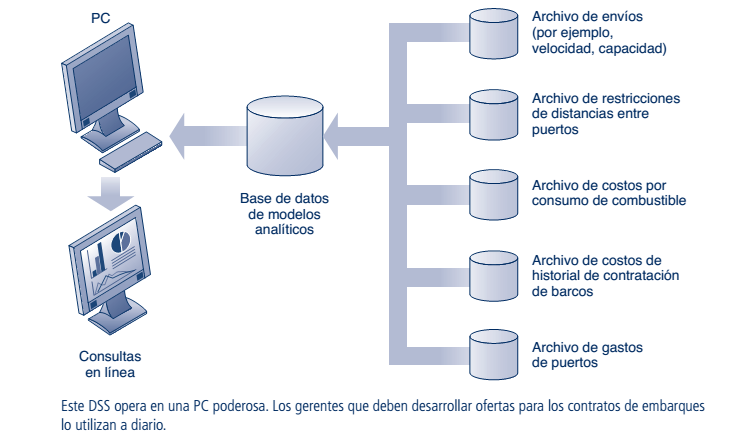 PC
Archivo de envíos
(por ejemplo,
velocidad, capacidad)
Archivo de restricciones
de distancias entre
puertos
Base de datos
de modelos
analíticos
Archivo de costos por
consumo de combustible
Archivo de costos de
historial de contratación
de barcos
Archivo de gastos
de puertos
Consultas
en línea
Este DSS opera en una PC poderosa. Los gerentes que deben desarrollar ofertas para los contratos de embarques
lo utilizan a diario.